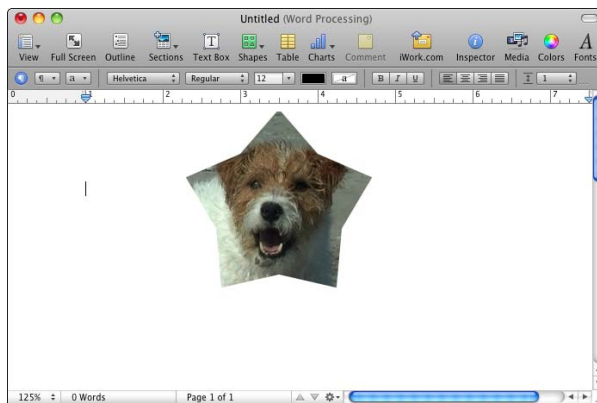 Untitled (Word Processing)
View Full Screen Outline Sections Text Box Shapes Table Charts Comment iWork.com Inspector Media Colors Fonts
¶ a Helvetica Regular 12 a B I U 1
0 1 2 3 4 5 6 7
125% 0 Words Page 1 of 1